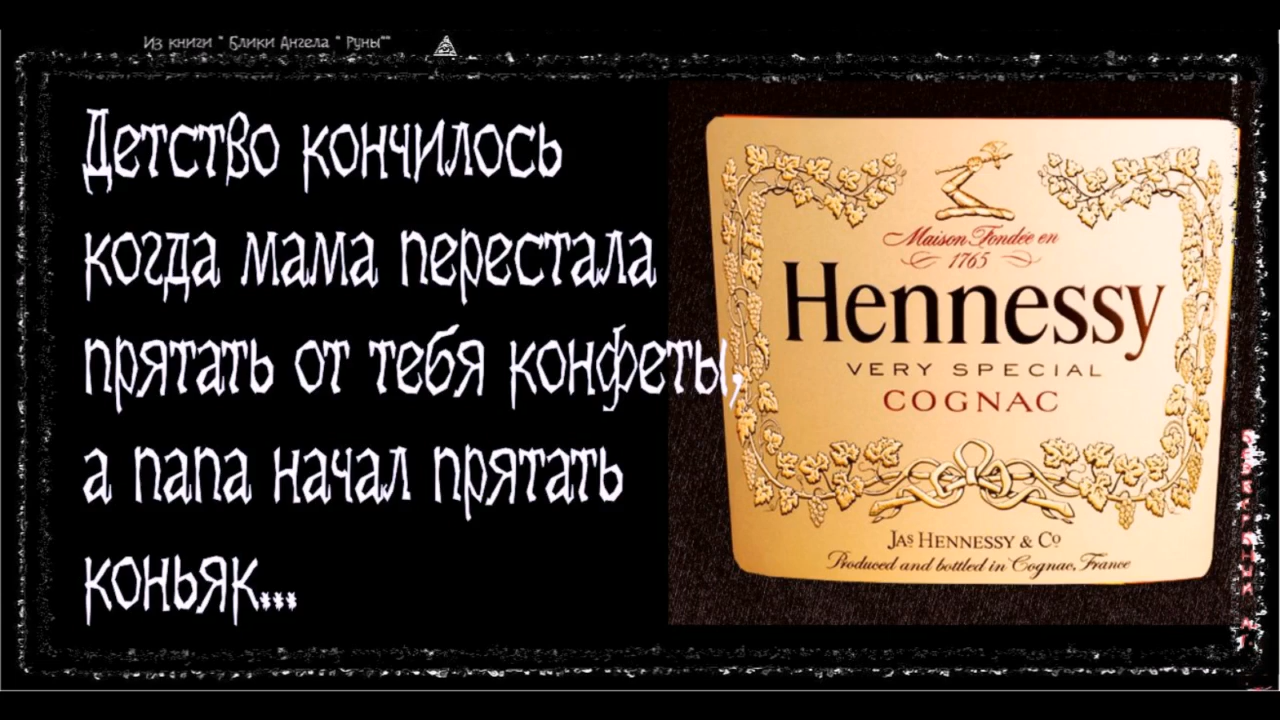 Из книги " Блики Ангела " Руны""
Детство кончилось
когда мама перестала
прятать от тебя конфеты,
а папа начал прятать
коньяк...
Maison Fondée en
1765
Hennessy
VERY SPECIAL
COGNAC
JAS HENNESSY & CO
Produced and bottled in Cognac, France